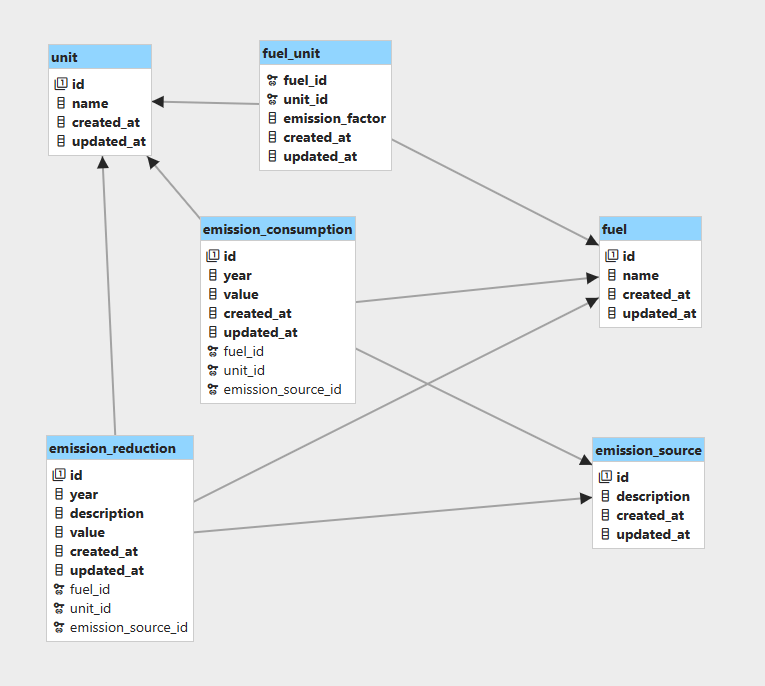 unit
id
name
created_at
updated_at
fuel_unit
fuel_id
unit_id
emission_factor
created_at
updated_at
emission_consumption
id
year
value
created_at
updated_at
fuel_id
unit_id
emission_source_id
fuel
id
name
created_at
updated_at
emission_reduction
id
year
description
value
created_at
updated_at
fuel_id
unit_id
emission_source_id
emission_source
id
description
created_at
updated_at